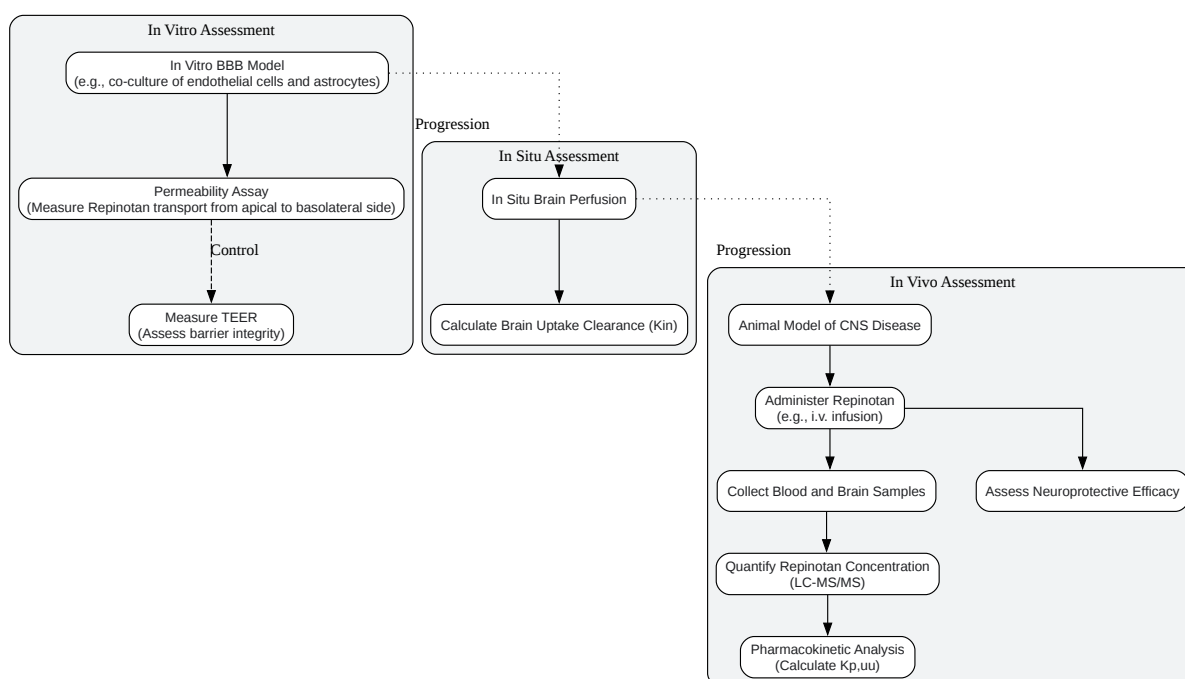 In Vitro Assessment
In Vitro BBB Model
(e.g., co-culture of endothelial cells and astrocytes)
Permeability Assay
(Measure Repinotan transport from apical to basolateral side)
Control
Measure TEER
(Assess barrier integrity)
Progression
In Situ Assessment
In Situ Brain Perfusion
Calculate Brain Uptake Clearance (Kin)
Progression
In Vivo Assessment
Animal Model of CNS Disease
Administer Repinotan
(e.g., i.v. infusion)
Collect Blood and Brain Samples
Assess Neuroprotective Efficacy
Quantify Repinotan Concentration
(LC-MS/MS)
Pharmacokinetic Analysis
(Calculate Kp,uu)